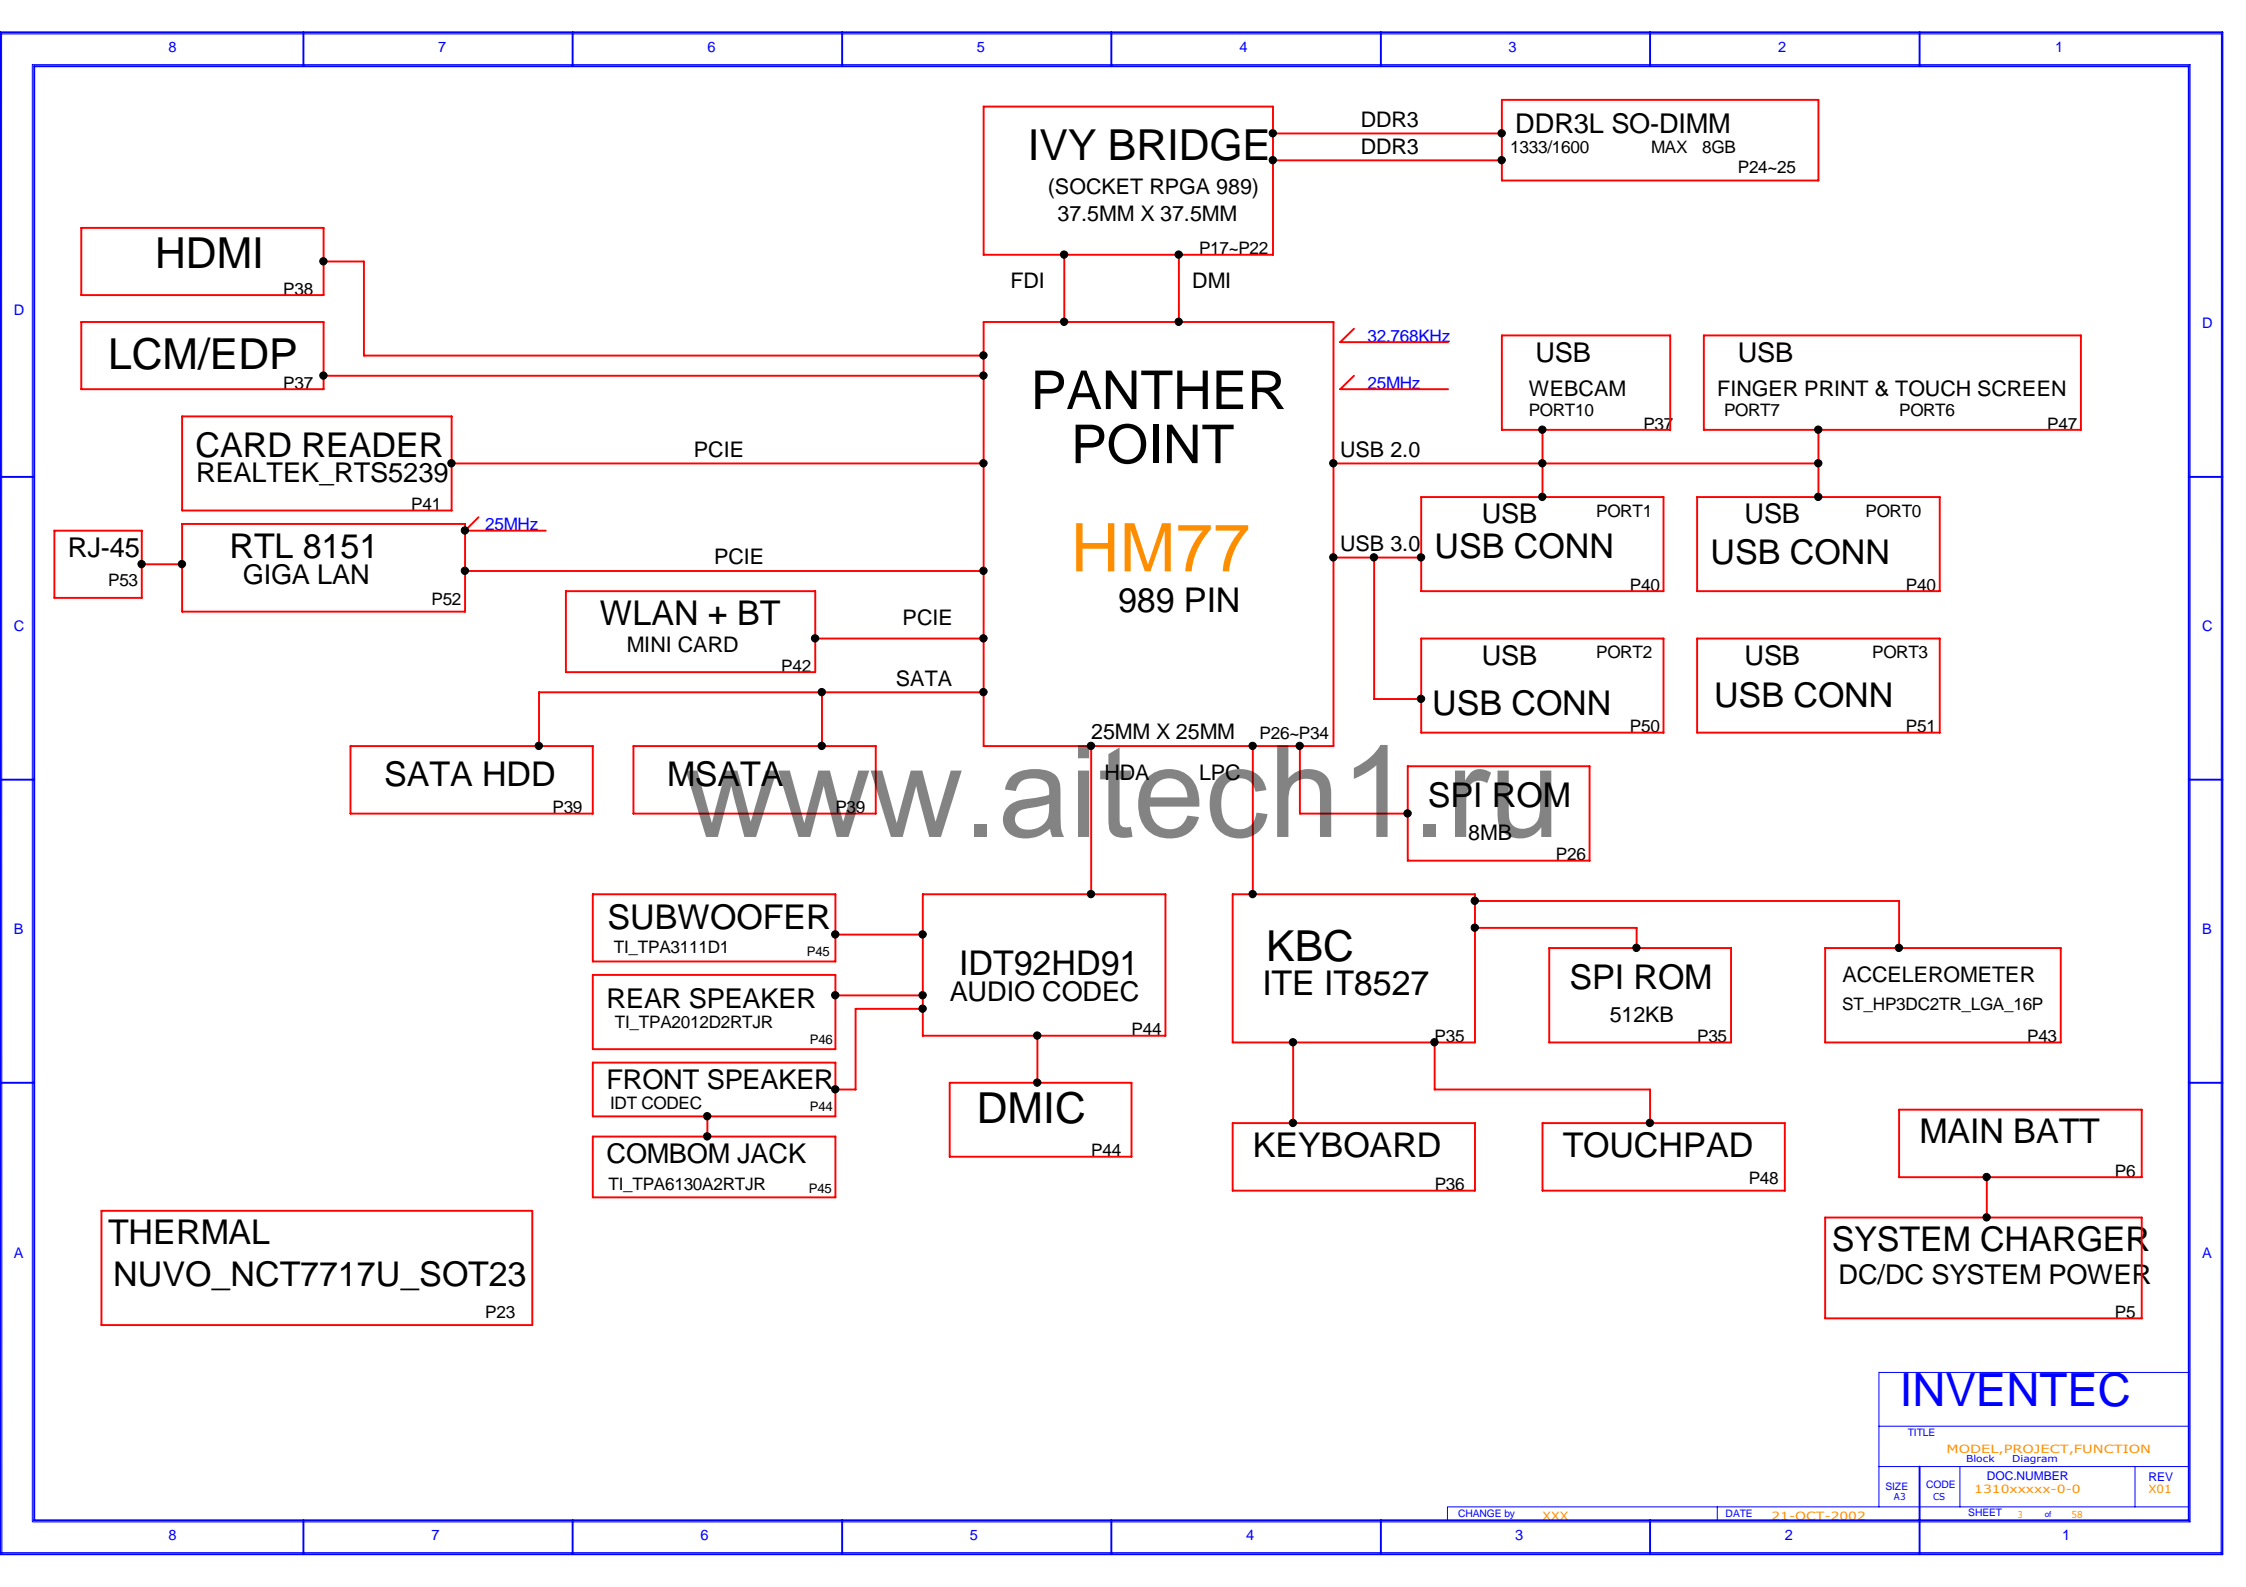 8 7 6 5 4 3 2 1
IVY BRIDGE
(SOCKET RPGA 989)
37.5MM X 37.5MM
P17~P22
DDR3
DDR3
DDR3L SO-DIMM
1333/1600 MAX 8GB
P24~25
HDMI
P38
FDI
DMI
D
D
LCM/EDP
P37
PANTHER
POINT
HM77
989 PIN
25MM X 25MM
P26~P34
32.768KHz
25MHz
USB
WEBCAM
PORT10
P37
USB
FINGER PRINT & TOUCH SCREEN
PORT7 PORT6
P47
CARD READER
REALTEK_RTS5239
P41
PCIE
USB 2.0
RJ-45
P53
RTL 8151
GIGA LAN
P52
25MHz
PCIE
USB 3.0
USB PORT1
USB CONN
P40
USB PORT0
USB CONN
P40
C
C
WLAN + BT
MINI CARD
P42
PCIE
SATA
USB PORT2
USB CONN
P50
USB PORT3
USB CONN
P51
SATA HDD
P39
MSATA
P39
HDA
LPC
SPI ROM
8MB
P26
www.aitech1.ru
B
B
SUBWOOFER
TI_TPA3111D1 P45
REAR SPEAKER
TI_TPA2012D2RTJR
P46
FRONT SPEAKER
IDT CODEC P44
COMBOM JACK
TI_TPA6130A2RTJR P45
IDT92HD91
AUDIO CODEC
P44
DMIC
P44
KBC
ITE IT8527
P35
SPI ROM
512KB
P35
ACCELEROMETER
ST_HP3DC2TR_LGA_16P
P43
KEYBOARD
P36
TOUCHPAD
P48
MAIN BATT
P6
A
A
THERMAL
NUVO_NCT7717U_SOT23
P23
SYSTEM CHARGER
DC/DC SYSTEM POWER
P5
INVENTEC
TITLE
MODEL,PROJECT,FUNCTION
Block Diagram
SIZE
A3
CODE
CS
DOC.NUMBER
1310xxxxx-0-0
REV
X01
CHANGE by XXX
DATE 21-OCT-2002
SHEET 3 of 58
8 7 6 5 4 3 2 1